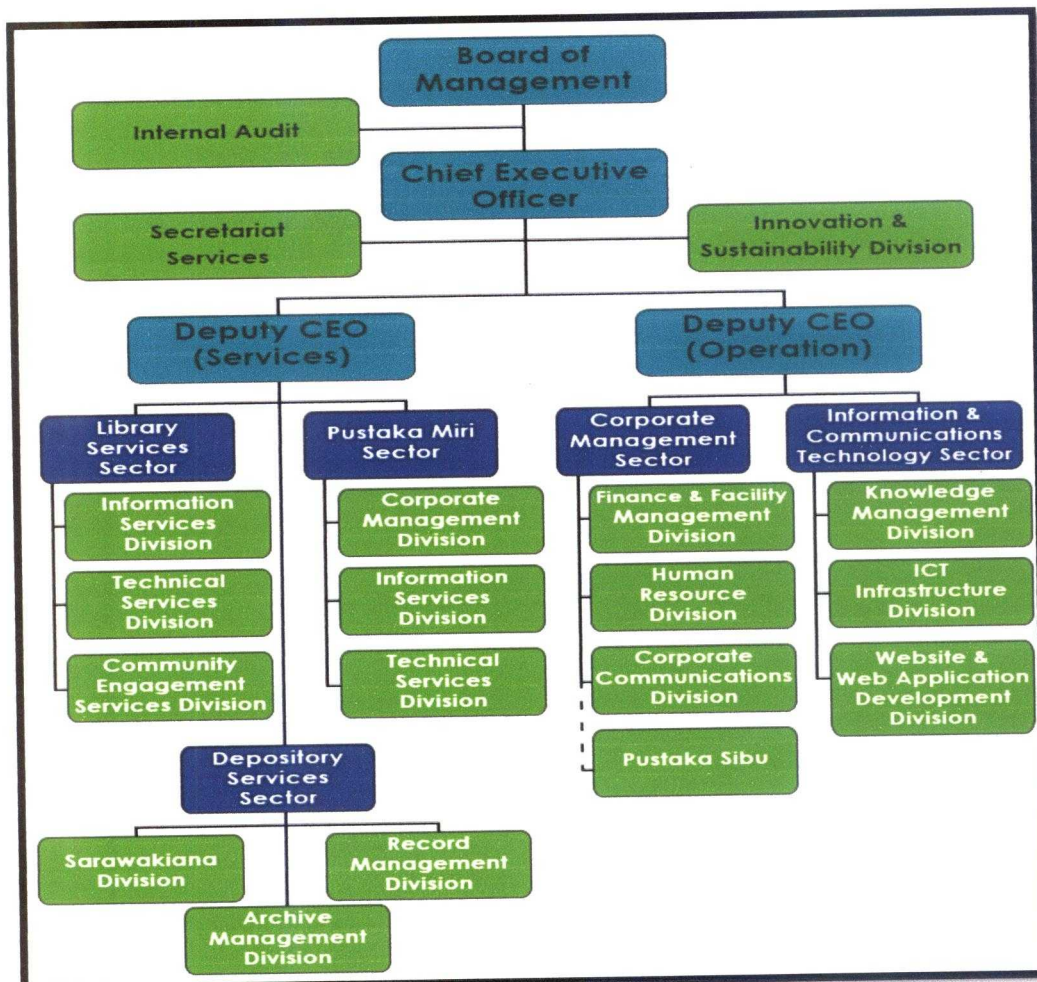 Board of
Management
Internal Audit
Chief Executive
Officer
Secretariat
Services
Innovation &
Sustainability Division
Deputy CEO
(Services)
Deputy CEO
(Operation)
Library
Services
Sector
Pustaka Miri
Sector
Corporate
Management
Sector
Information &
Communications
Technology Sector
Information
Services
Division
Technical
Services
Division
Community
Engagement
Services Division
Corporate
Management
Division
Information
Services
Division
Technical
Services
Division
Finance & Facility
Management
Division
Human
Resource
Division
Corporate
Communications
Division
Pustaka Sibu
Knowledge
Management
Division
ICT
Infrastructure
Division
Website &
Web Application
Development
Division
Depository
Services
Sector
Sarawakiana
Division
Record
Management
Division
Archive
Management
Division